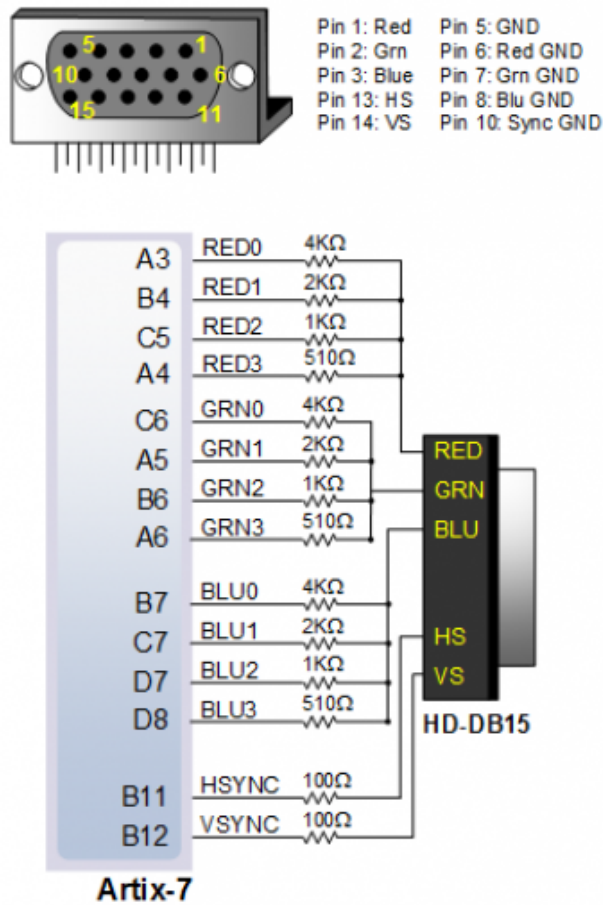 5
1
10
6
15
11
Pin 1: Red Pin 5: GND
Pin 2: Grn Pin 6: Red GND
Pin 3: Blue Pin 7: Grn GND
Pin 13: HS Pin 8: Blu GND
Pin 14: VS Pin 10: Sync GND
A3 RED0 4KΩ
B4 RED1 2KΩ
C5 RED2 1KΩ
A4 RED3 510Ω
C6 GRN0 4KΩ
A5 GRN1 2KΩ
B6 GRN2 1KΩ
A6 GRN3 510Ω
B7 BLU0 4KΩ
C7 BLU1 2KΩ
D7 BLU2 1KΩ
D8 BLU3 510Ω
B11 HSYNC 100Ω
B12 VSYNC 100Ω
Artix-7
RED
GRN
BLU
HS
VS
HD-DB15